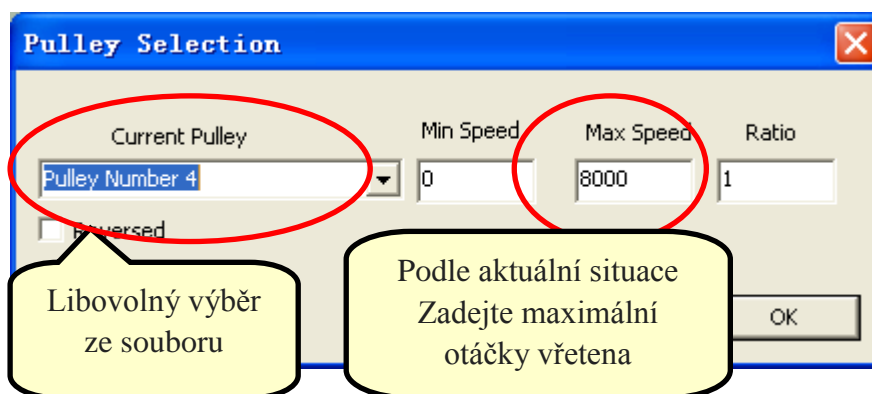 Pulley Selection
Current Pulley Min Speed Max Speed Ratio
Pulley Number 4 0 8000 1
Reversed
Libovolný výběr
ze souboru
Podle aktuální situace
Zadejte maximální
otáčky vřetena
OK